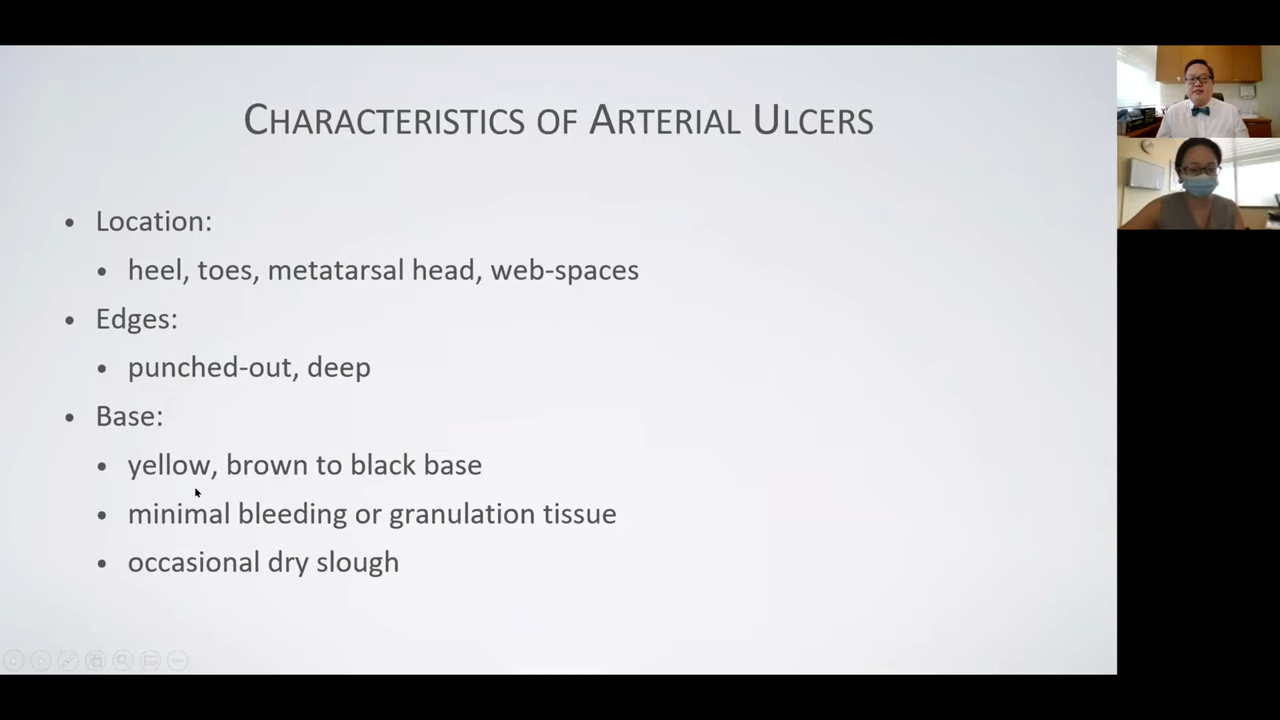 CHARACTERISTICS OF ARTERIAL ULCERS
• Location:
• heel, toes, metatarsal head, web-spaces
• Edges:
• punched-out, deep
• Base:
• yellow, brown to black base
• minimal bleeding or granulation tissue
• occasional dry slough